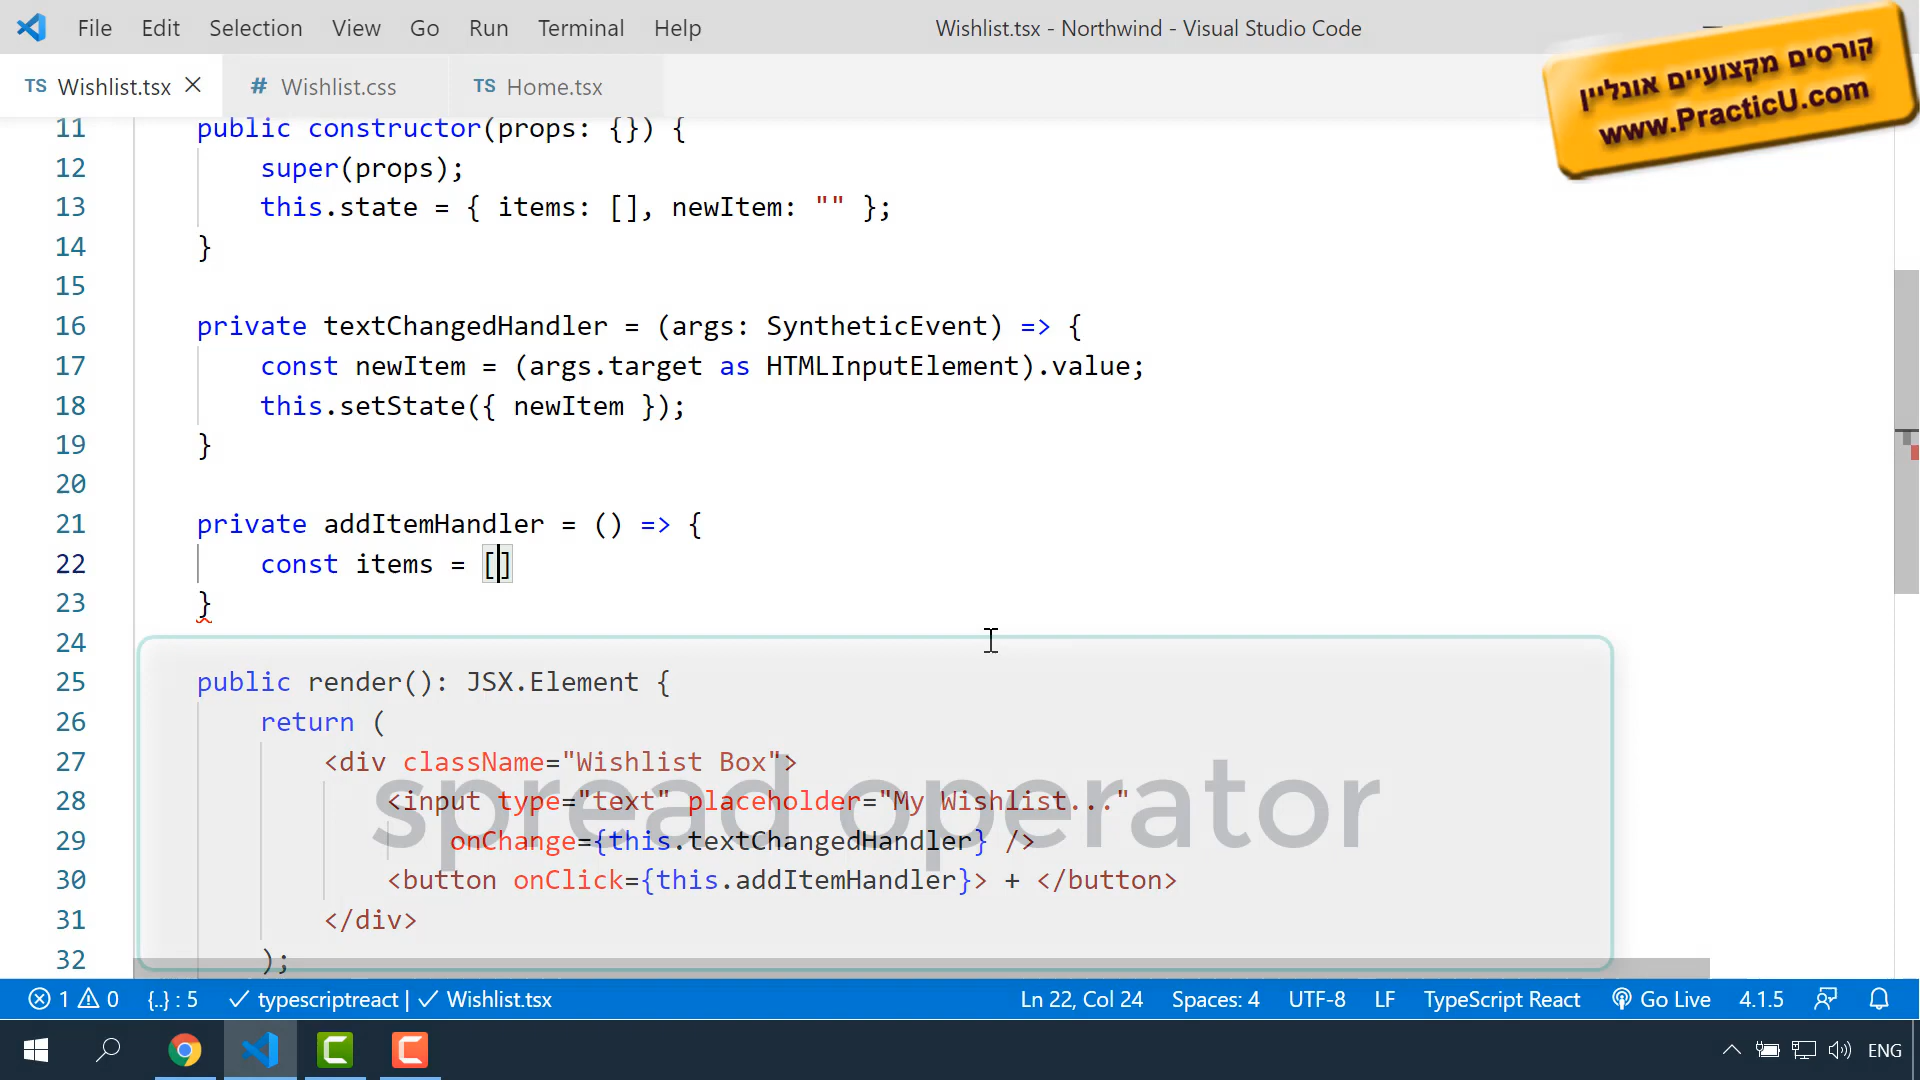 File Edit Selection View Go Run Terminal Help
Wishlist.tsx - Northwind - Visual Studio Code
קורסים מקצועיים אונליין
www.PracticU.com
TS Wishlist.tsx
# Wishlist.css
TS Home.tsx
11 public constructor(props: {}) {
12 super(props);
13 this.state = { items: [], newItem: "" };
14 }
15
16 private textChangedHandler = (args: SyntheticEvent) => {
17 const newItem = (args.target as HTMLInputElement).value;
18 this.setState({ newItem });
19 }
20
21 private addItemHandler = () => {
22 const items = []
23 }
24
25 public render(): JSX.Element {
26 return (
27 <div className="Wishlist Box">
28 <input type="text" placeholder="My Wishlist..."
29 onChange={this.textChangedHandler} />
30 <button onClick={this.addItemHandler}> + </button>
31 </div>
32 );
spread operator
1 0 {..} : 5 typescriptreact | Wishlist.tsx Ln 22, Col 24 Spaces: 4 UTF-8 LF TypeScript React Go Live 4.1.5
ENG